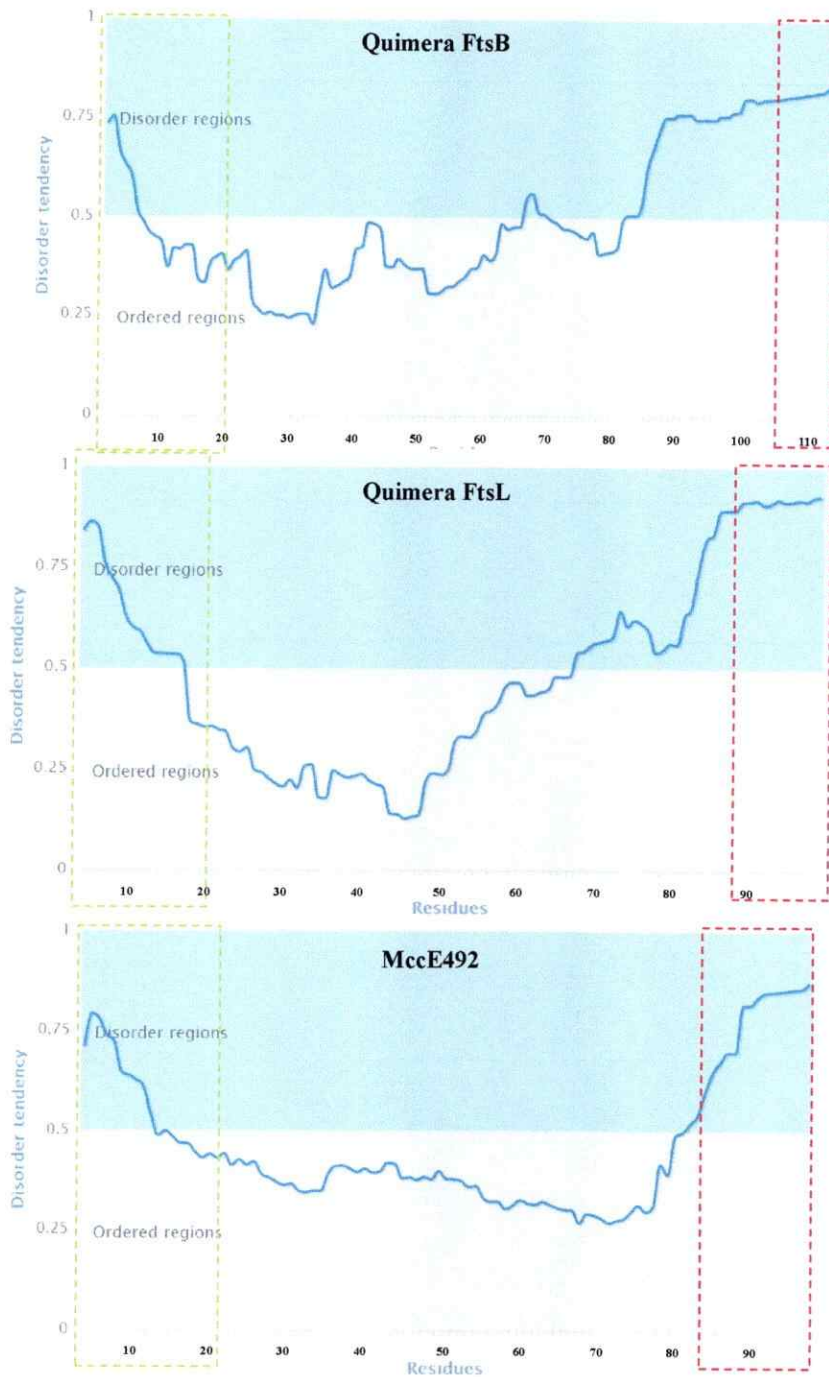 1
Quimera FtsB
0.75
Disorder regions
Disorder tendency
0.5
0.25
Ordered regions
0
10 20 30 40 50 60 70 80 90 100 110
1
Quimera FtsL
0.75
Disorder regions
Disorder tendency
0.5
0.25
Ordered regions
0
10 20 30 40 50 60 70 80 90
Residues
1
MccE492
0.75
Disorder regions
Disorder tendency
0.5
0.25
Ordered regions
0
10 20 30 40 50 60 70 80 90
Residues